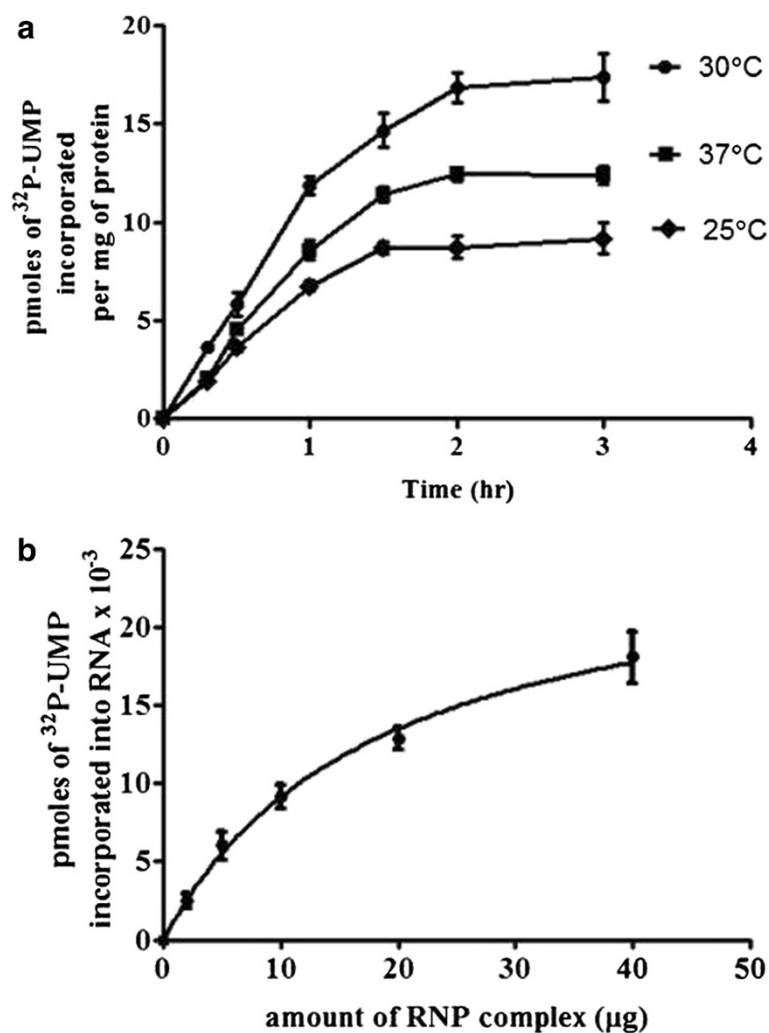 a
pmoles of ³²P-UMP
incorporated
per mg of protein
20
15
10
5
0
0 1 2 3 4
Time (hr)
30°C
37°C
25°C
b
pmoles of ³²P-UMP
incorporated into RNA x 10⁻³
25
20
15
10
5
0
0 10 20 30 40 50
amount of RNP complex (μg)